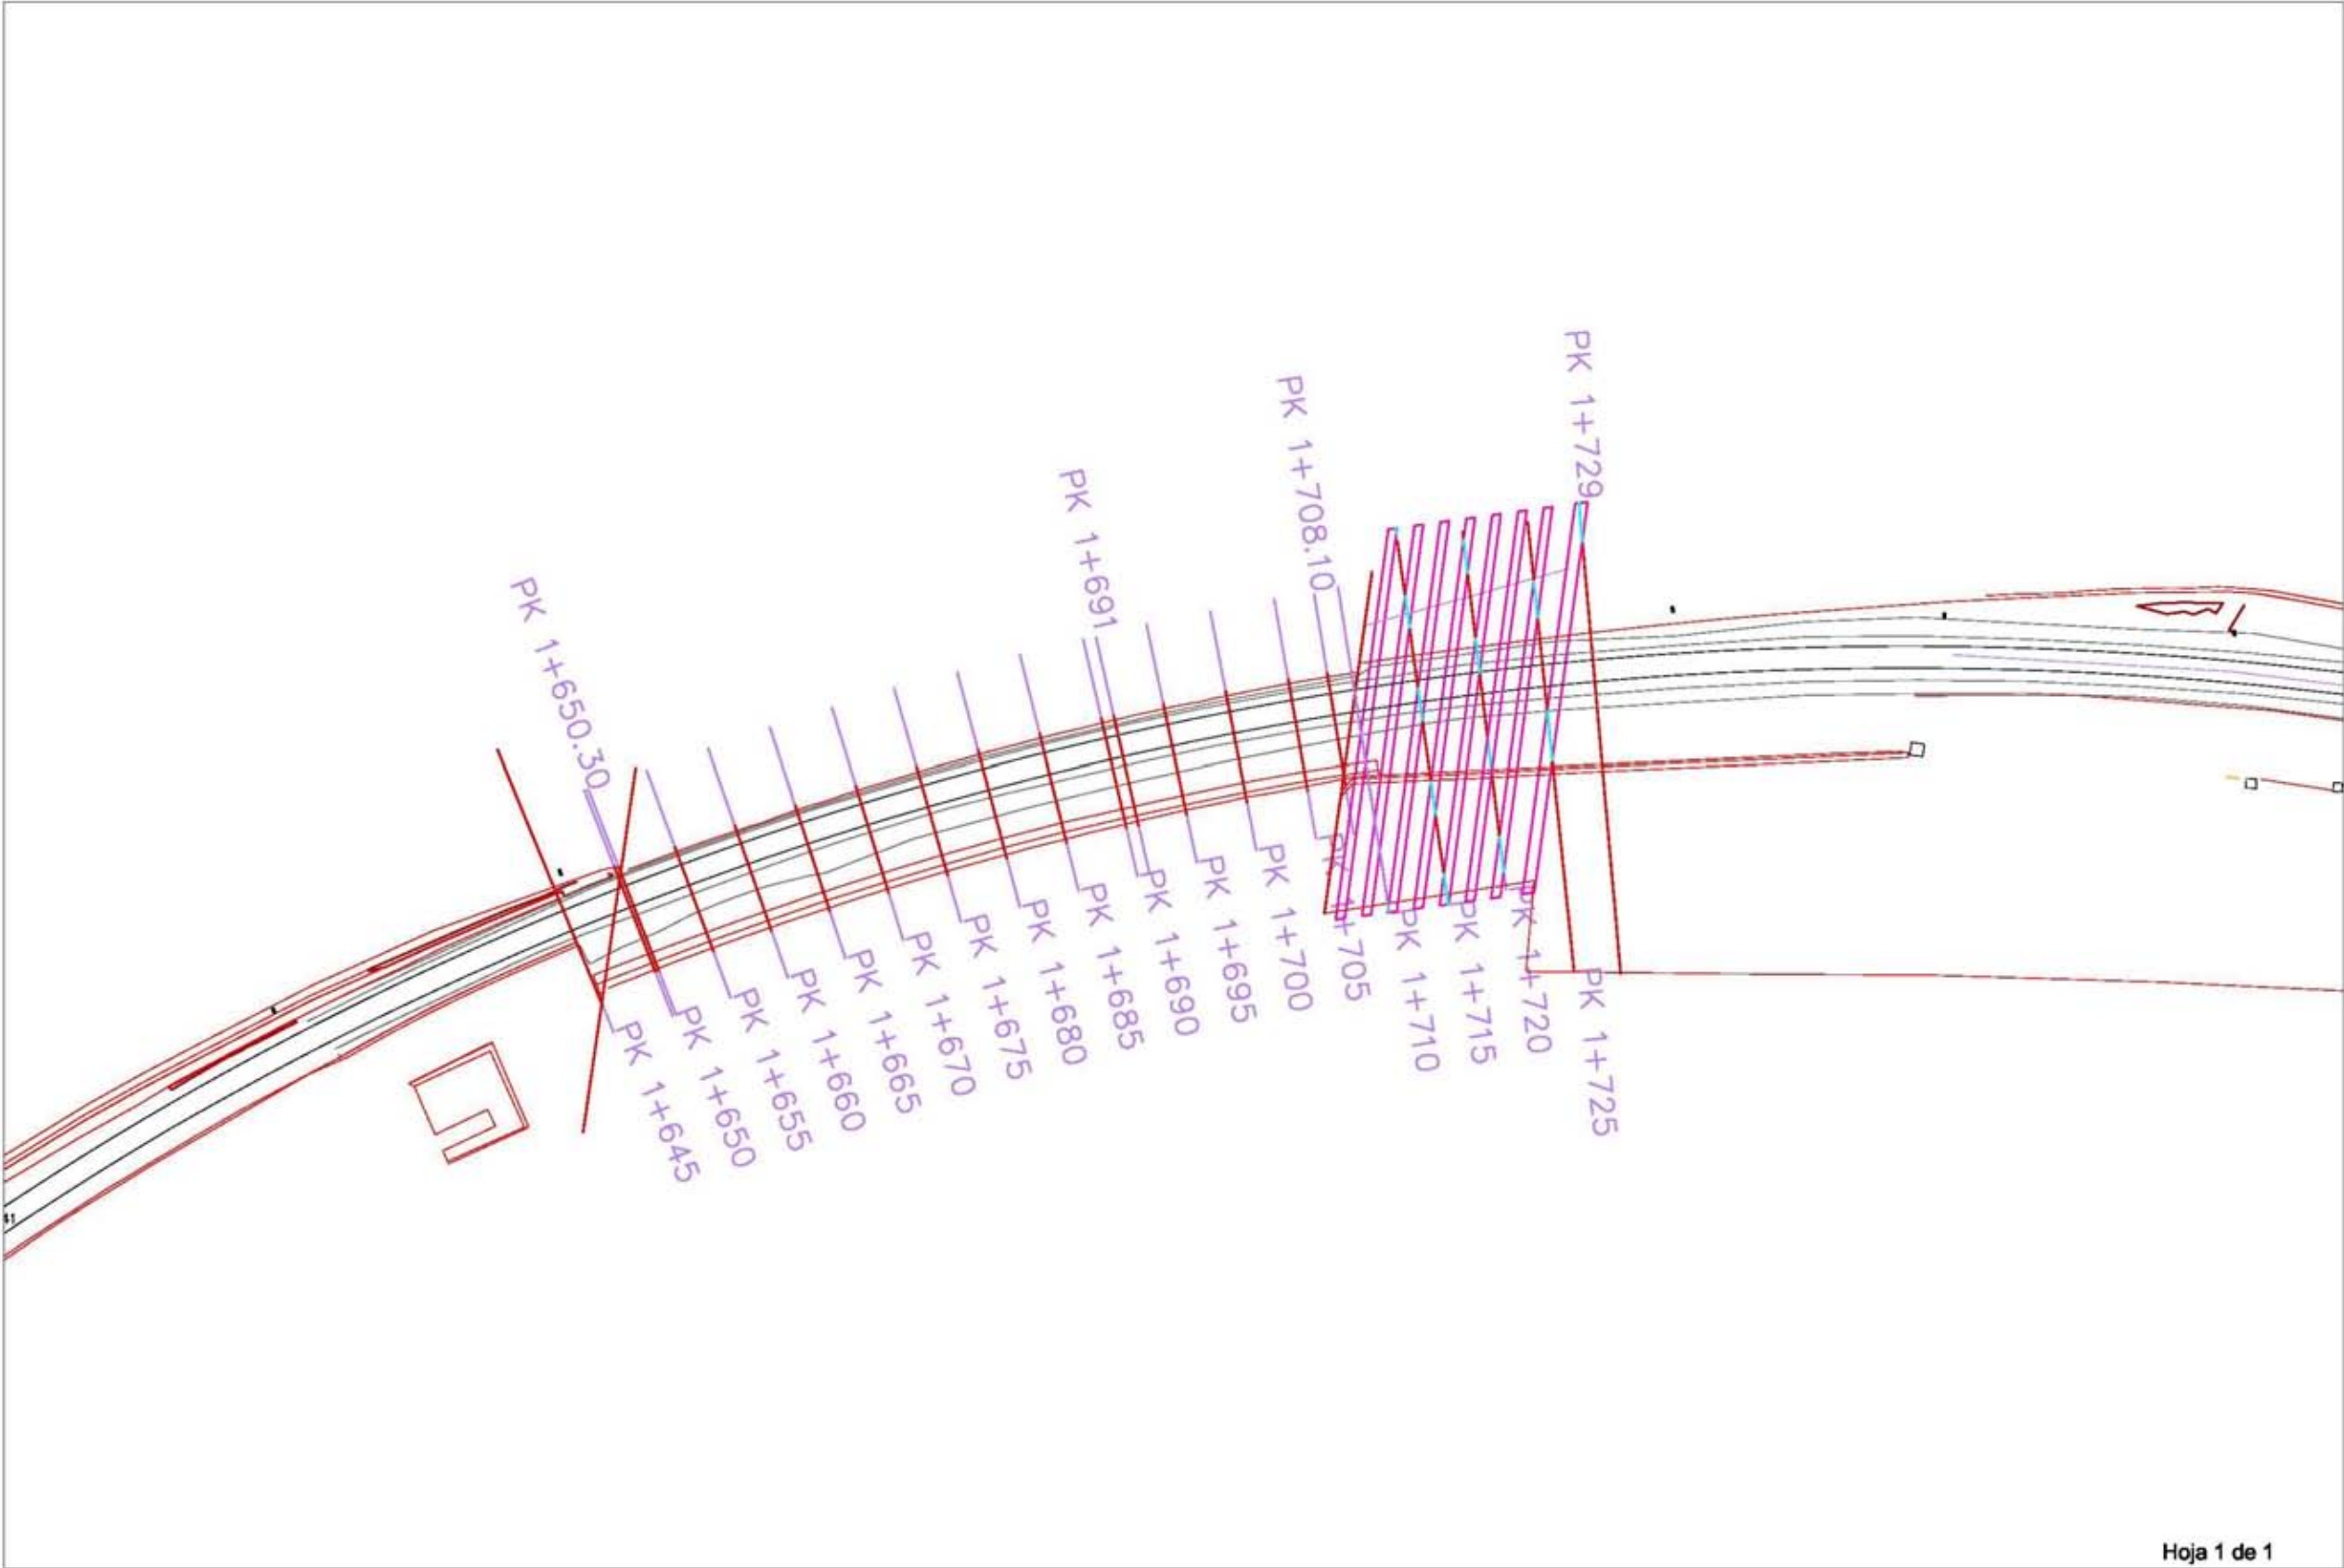 PK 1+729
PK 1+708.10
PK 1+691
PK 1+650.30
PK 1+645
PK 1+650
PK 1+655
PK 1+660
PK 1+665
PK 1+670
PK 1+675
PK 1+680
PK 1+685
PK 1+690
PK 1+695
PK 1+700
PK 1+705
PK 1+710
PK 1+715
PK 1+720
PK 1+725
Hoja 1 de 1